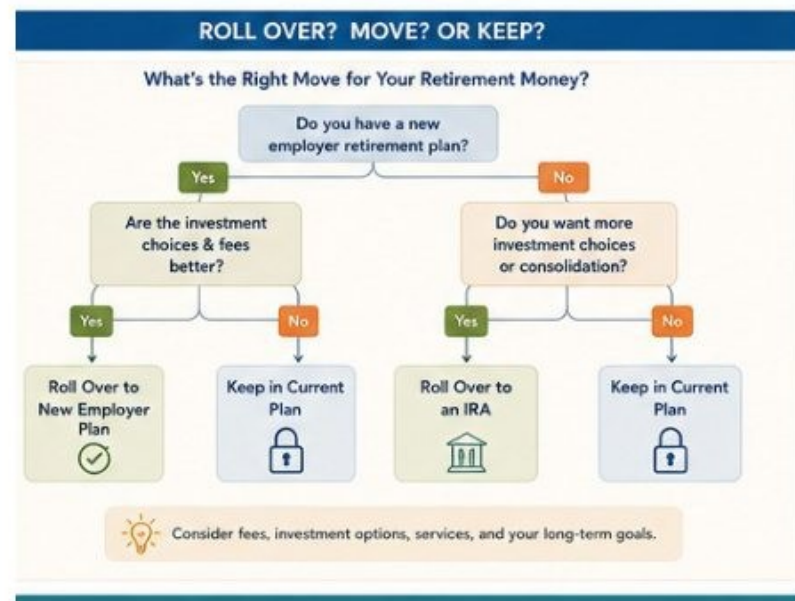 ROLL OVER? MOVE? OR KEEP?
What's the Right Move for Your Retirement Money?
Do you have a new
employer retirement plan?
Yes
No
Are the investment
choices & fees
better?
Do you want more
investment choices
or consolidation?
Yes
No
Yes
No
Roll Over to
New Employer
Plan
Keep in Current
Plan
Roll Over to
an IRA
Keep in Current
Plan
Consider fees, investment options, services, and your long-term goals.